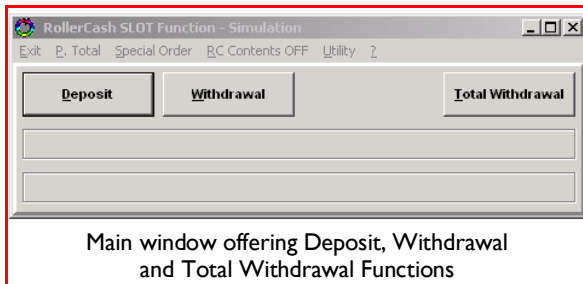 RollerCash SLOT Function - Simulation
Exit P. Total Special Order RC Contents OFF Utility ?
Deposit Withdrawal Total Withdrawal
Main window offering Deposit, Withdrawal
and Total Withdrawal Functions